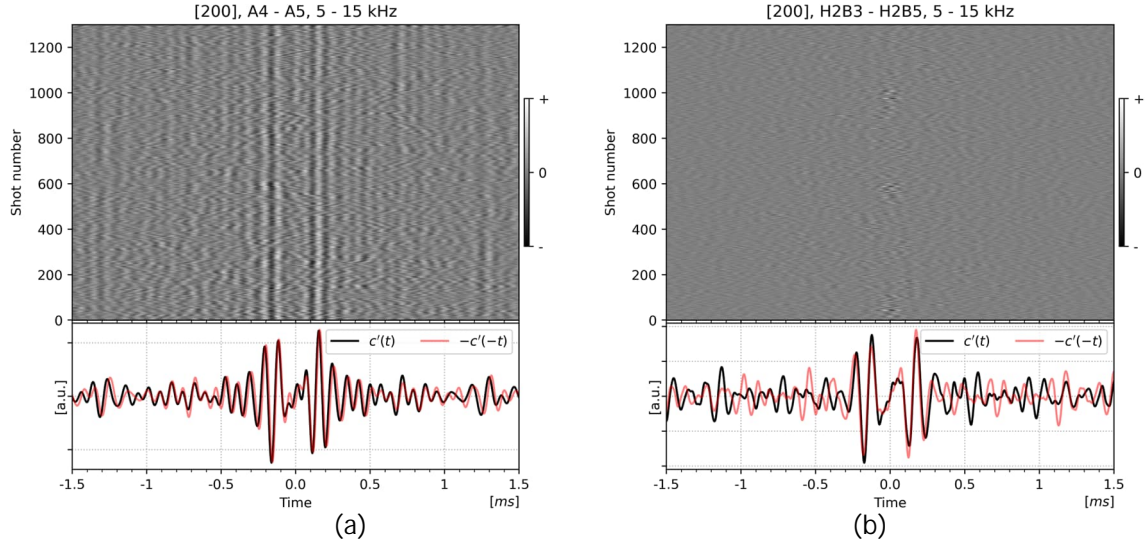 [200], A4 - A5, 5 - 15 kHz
Shot number
1200
1000
800
600
400
200
0
+
0
-
[a.u.]
c′(t)
−c′(−t)
-1.5
-1
-0.5
0.0
0.5
1
1.5
Time
[ms]
(a)
[200], H2B3 - H2B5, 5 - 15 kHz
Shot number
1200
1000
800
600
400
200
0
+
0
-
[a.u.]
c′(t)
−c′(−t)
-1.5
-1
-0.5
0.0
0.5
1
1.5
Time
[ms]
(b)